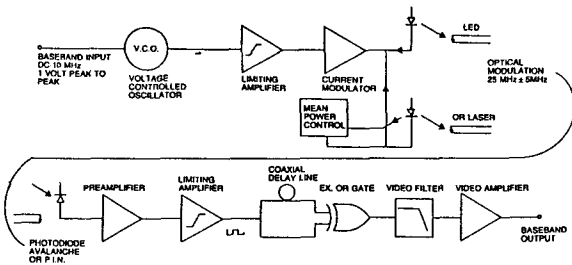 LED
V.C.O.
BASEBAND INPUT
DC 10 MHz
1 VOLT PEAK TO
PEAK
VOLTAGE
CONTROLLED
OSCILLATOR
LIMITING
AMPLIFIER
CURRENT
MODULATOR
OPTICAL
MODULATION
25 MHz ± 5MHz
MEAN
POWER
CONTROL
OR LASER
PREAMPLIFIER
LIMITING
AMPLIFIER
COAXIAL
DELAY LINE
EX. OR GATE
VIDEO FILTER
VIDEO AMPLIFIER
PHOTODIODE
AVALANCHE
OR P.I.N.
BASEBAND
OUTPUT